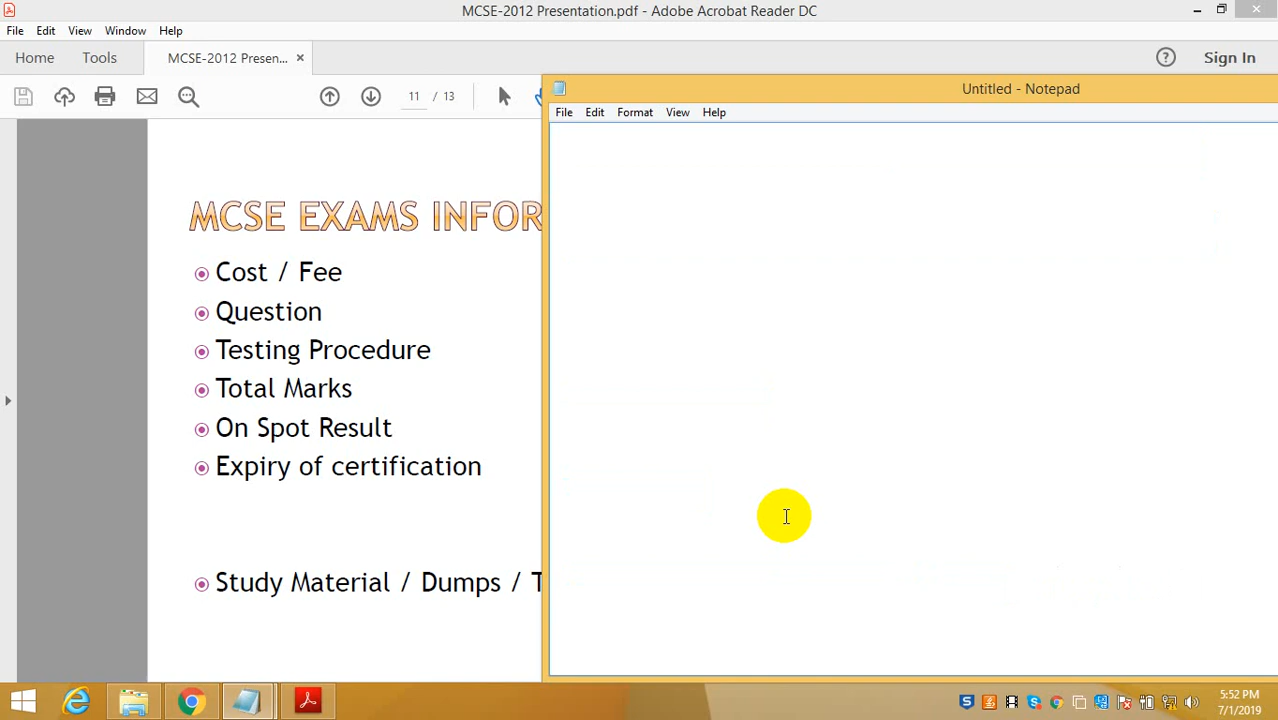 MCSE-2012 Presentation.pdf - Adobe Acrobat Reader DC
File Edit View Window Help
Home Tools MCSE-2012 Presen... × Sign In
11 / 13
Untitled - Notepad
File Edit Format View Help
MCSE EXAMS INFOR
Cost / Fee
Question
Testing Procedure
Total Marks
On Spot Result
Expiry of certification
Study Material / Dumps / T
5:52 PM
7/1/2019